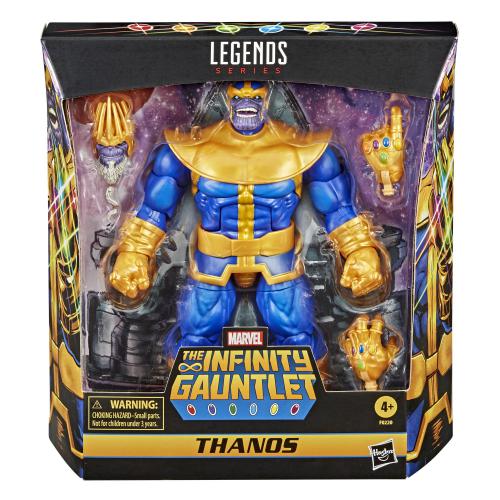 LEGENDS
SERIES
MARVEL
THE INFINITY
GAUNTLET
THANOS
WARNING:
CHOKING HAZARD–Small parts.
Not for children under 3 years.
4+
F0220
Hasbro